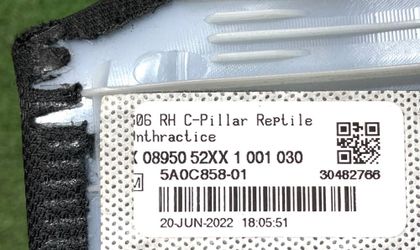 306 RH C-Pillar Reptile
Anthractice
X 08950 52XX 1 001 030
5A0C858-01 30482766
M
20-JUN-2022 18:05:51